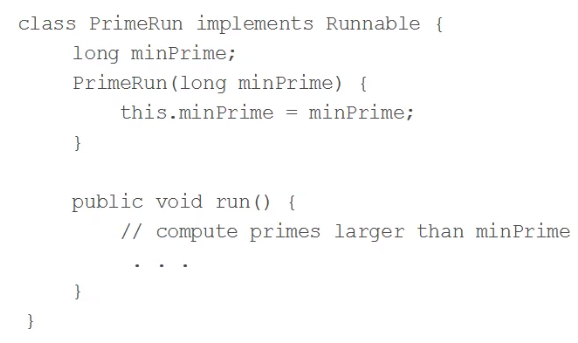 class PrimeRun implements Runnable {
long minPrime;
PrimeRun(long minPrime) {
this.minPrime = minPrime;
}
public void run() {
// compute primes larger than minPrime
. . .
}
}